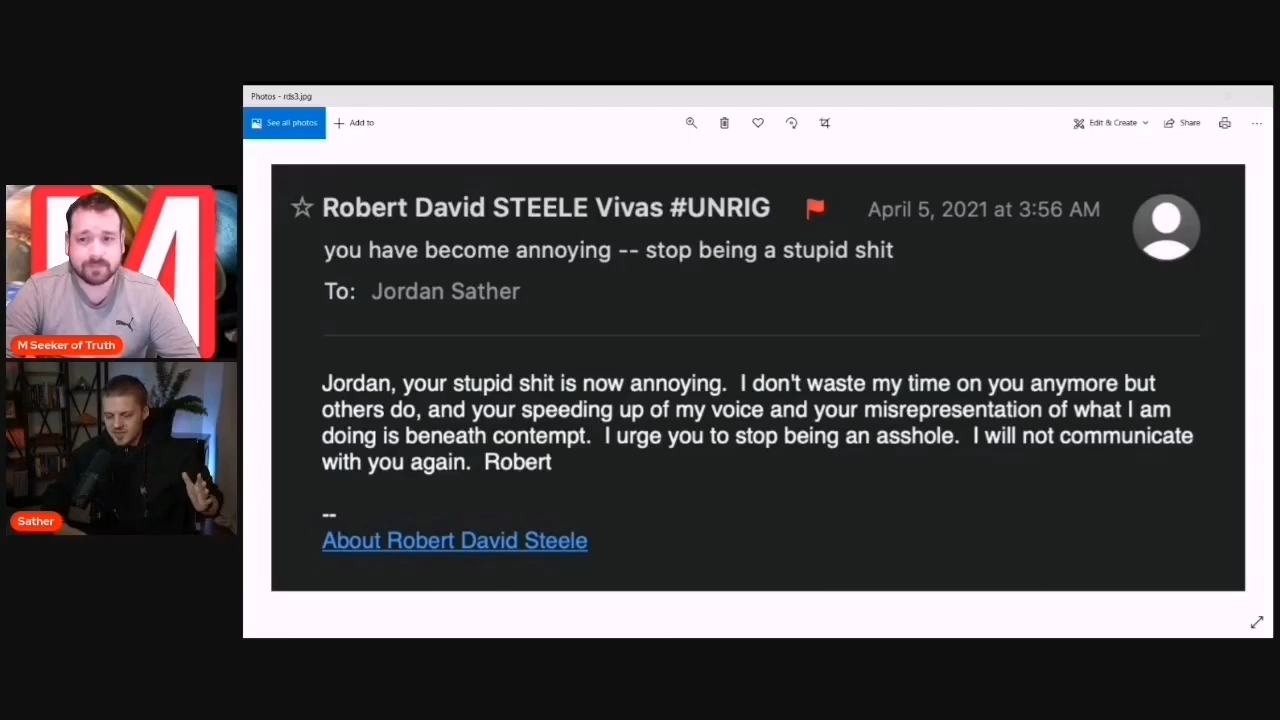 Photos - rds3.jpg
See all photos
Add to
Edit & Create
Share
M Seeker of Truth
Sather
Robert David STEELE Vivas #UNRIG
April 5, 2021 at 3:56 AM
you have become annoying -- stop being a stupid shit
To: Jordan Sather
Jordan, your stupid shit is now annoying.  I don't waste my time on you anymore but
others do, and your speeding up of my voice and your misrepresentation of what I am
doing is beneath contempt.  I urge you to stop being an asshole.  I will not communicate
with you again.  Robert
--
About Robert David Steele